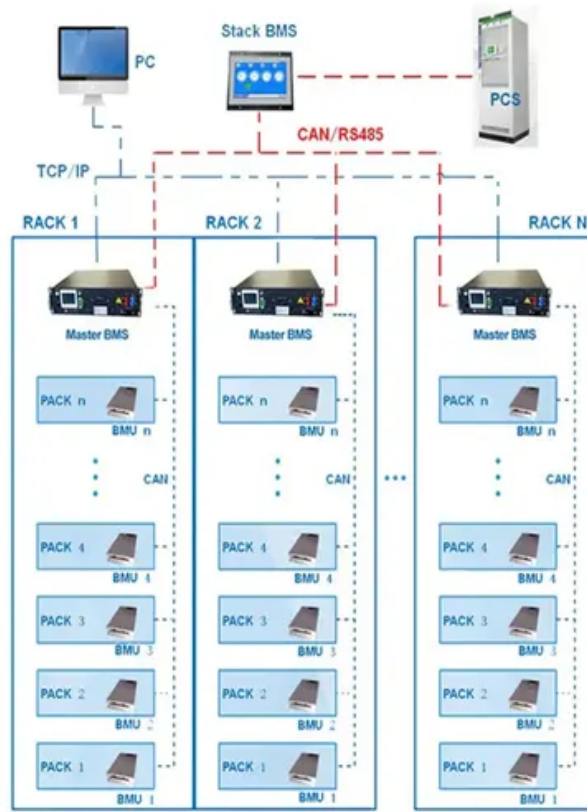 PC
Stack BMS
PCS
CAN/RS485
TCP/IP
RACK 1
RACK 2
RACK N
Master BMS
Master BMS
Master BMS
PACK n
BMU n
PACK n
BMU n
PACK n
BMU n
CAN
CAN
CAN
PACK 4
BMU 4
PACK 4
BMU 4
PACK 4
BMU 4
PACK 3
BMU 3
PACK 3
BMU 3
PACK 3
BMU 3
PACK 2
BMU 2
PACK 2
BMU 2
PACK 2
BMU 2
PACK 1
BMU 1
PACK 1
BMU 1
PACK 1
BMU 1